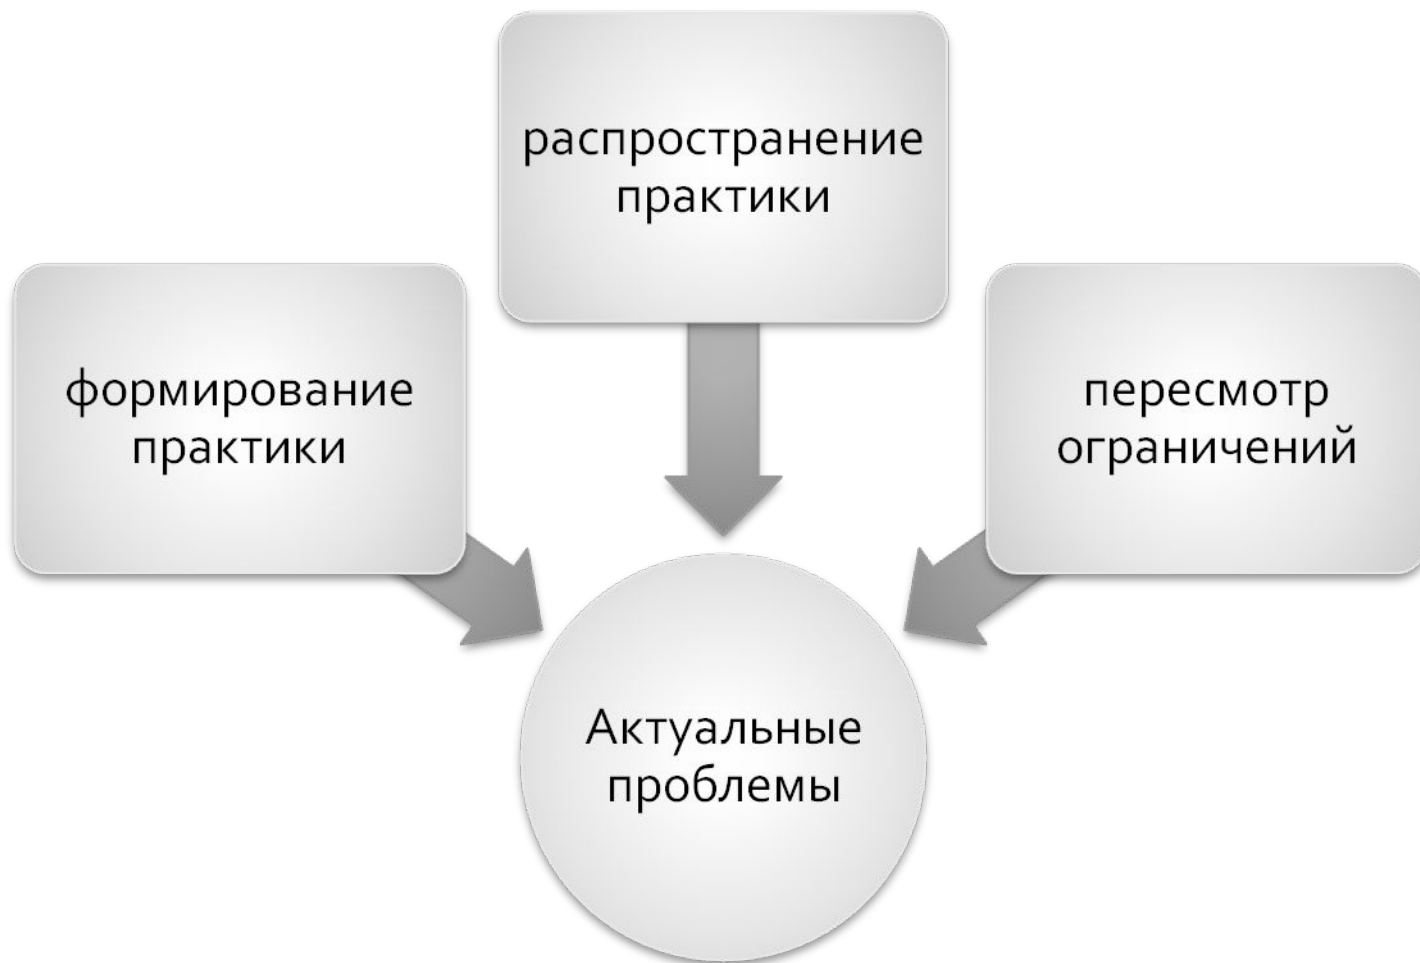 распространение
практики
формирование
практики
пересмотр
ограничений
Актуальные
проблемы